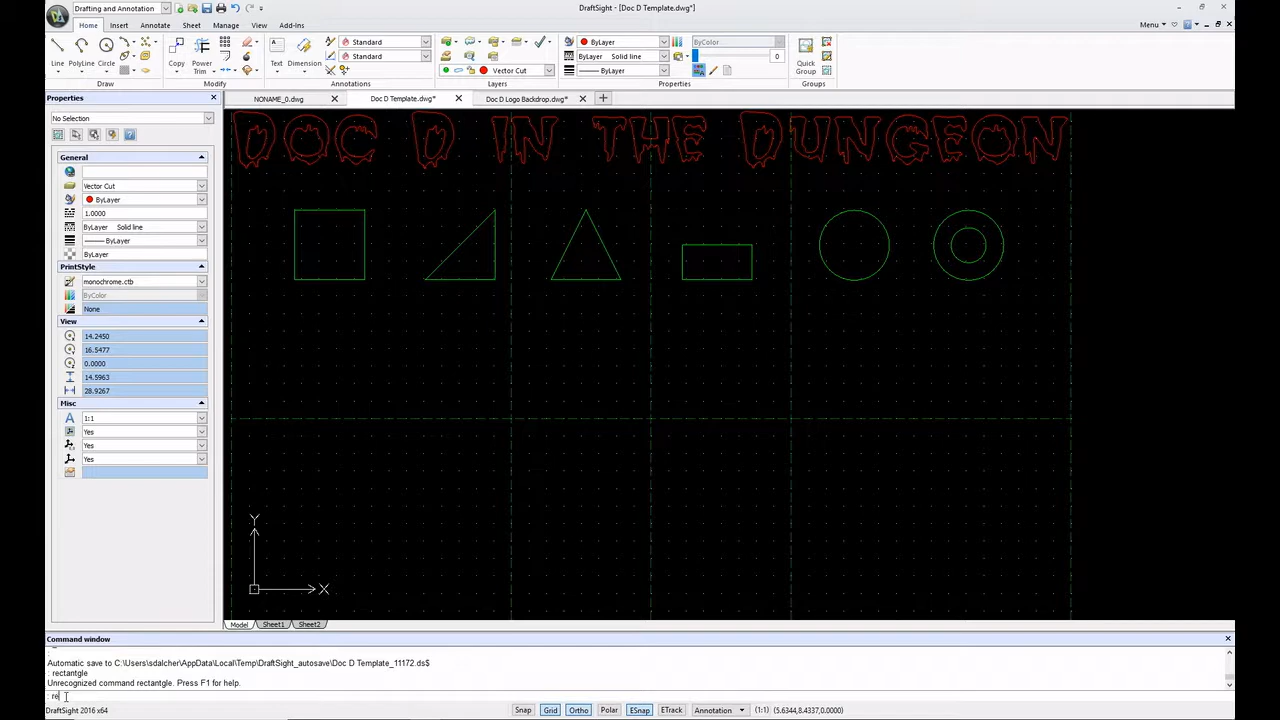 DraftSight - [Doc D Template.dwg*]
Drafting and Annotation
Home Insert Annotate Sheet Manage View Add-Ins
Menu
Standard
ByLayer
ByColor
Line PolyLine Circle
Copy Power Trim
Text Dimension
Standard
ByLayer Solid line
0
Quick Group
Vector Cut
ByLayer
Draw Modify Annotations Layers Properties Groups
Properties
NONAME_0.dwg Doc D Template.dwg* Doc D Logo Backdrop.dwg*
No Selection
Doc D in the Dungeon
General
Vector Cut
ByLayer
1.0000
ByLayer Solid line
ByLayer
ByLayer
PrintStyle
monochrome.ctb
ByColor
None
View
14.2450
16.5477
0.0000
14.5963
28.9267
Misc
1:1
Yes
Yes
Yes
Y
X
Model Sheet1 Sheet2
Command window
:
Automatic save to C:\Users\sdalcher\AppData\Local\Temp\DraftSight_autosave\Doc D Template_11172.ds$
: rectantgle
Unrecognized command rectantgle. Press F1 for help.
: re
DraftSight 2016 x64
Snap Grid Ortho Polar ESnap ETrack Annotation (1:1) (5.6344,8.4337,0.0000)